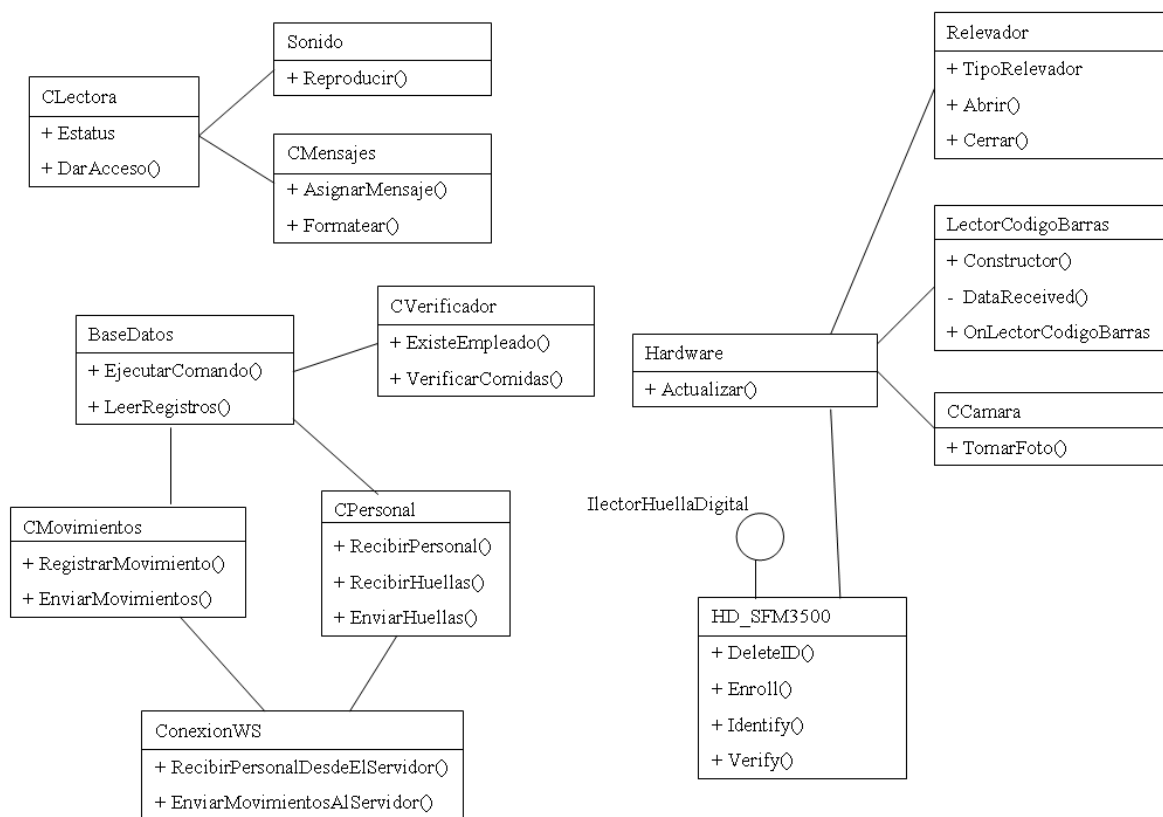 Sonido
+ Reproducir()
CLectora
+ Estatus
+ DarAcceso()
CMensajes
+ AsignarMensaje()
+ Formatear()
Relevador
+ TipoRelevador
+ Abrir()
+ Cerrar()
LectorCodigoBarras
+ Constructor()
- DataReceived()
+ OnLectorCodigoBarras
CVerificador
+ ExisteEmpleado()
+ VerificarComidas()
BaseDatos
+ EjecutarComando()
+ LeerRegistros()
Hardware
+ Actualizar()
CCamara
+ TomarFoto()
CMovimientos
+ RegistrarMovimiento()
+ EnviarMovimientos()
CPersonal
+ RecibirPersonal()
+ RecibirHuellas()
+ EnviarHuellas()
IlectorHuellaDigital
HD_SFM3500
+ DeleteID()
+ Enroll()
+ Identify()
+ Verify()
ConexionWS
+ RecibirPersonalDesdeElServidor()
+ EnviarMovimientosAlServidor()